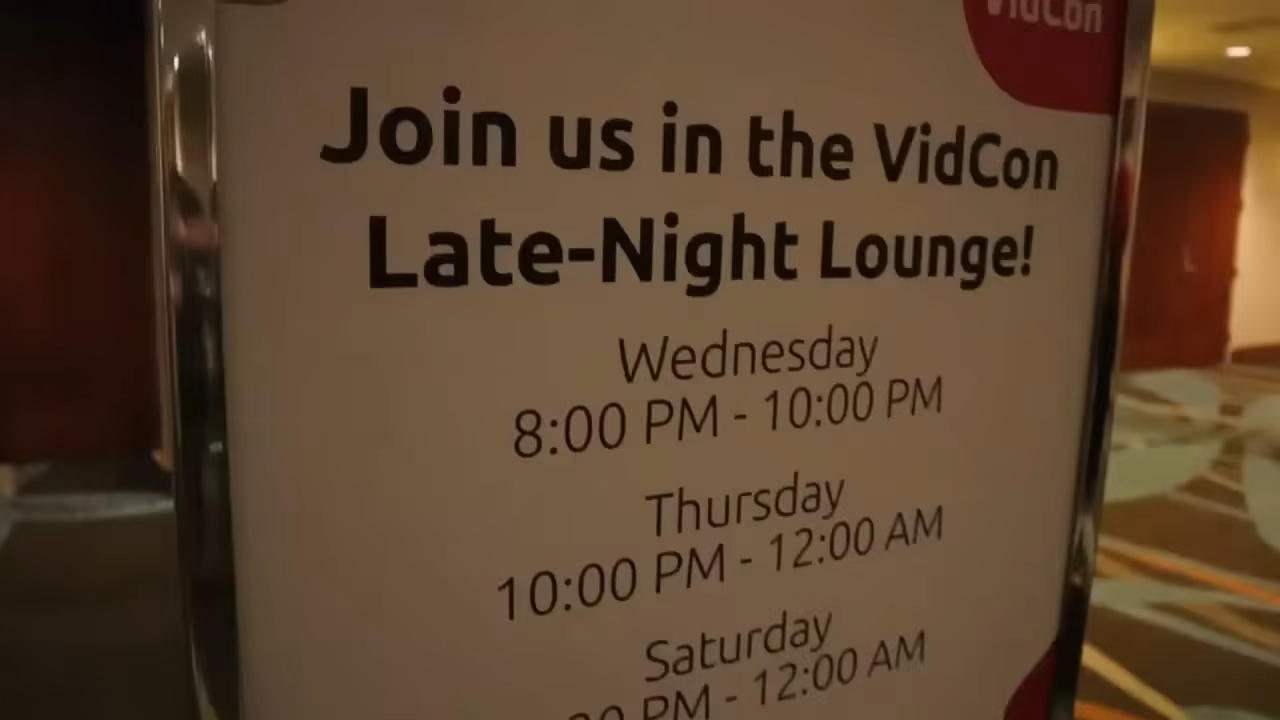 VidCon
Join us in the VidCon
Late-Night Lounge!
Wednesday
8:00 PM - 10:00 PM
Thursday
10:00 PM - 12:00 AM
Saturday
PM - 12:00 AM